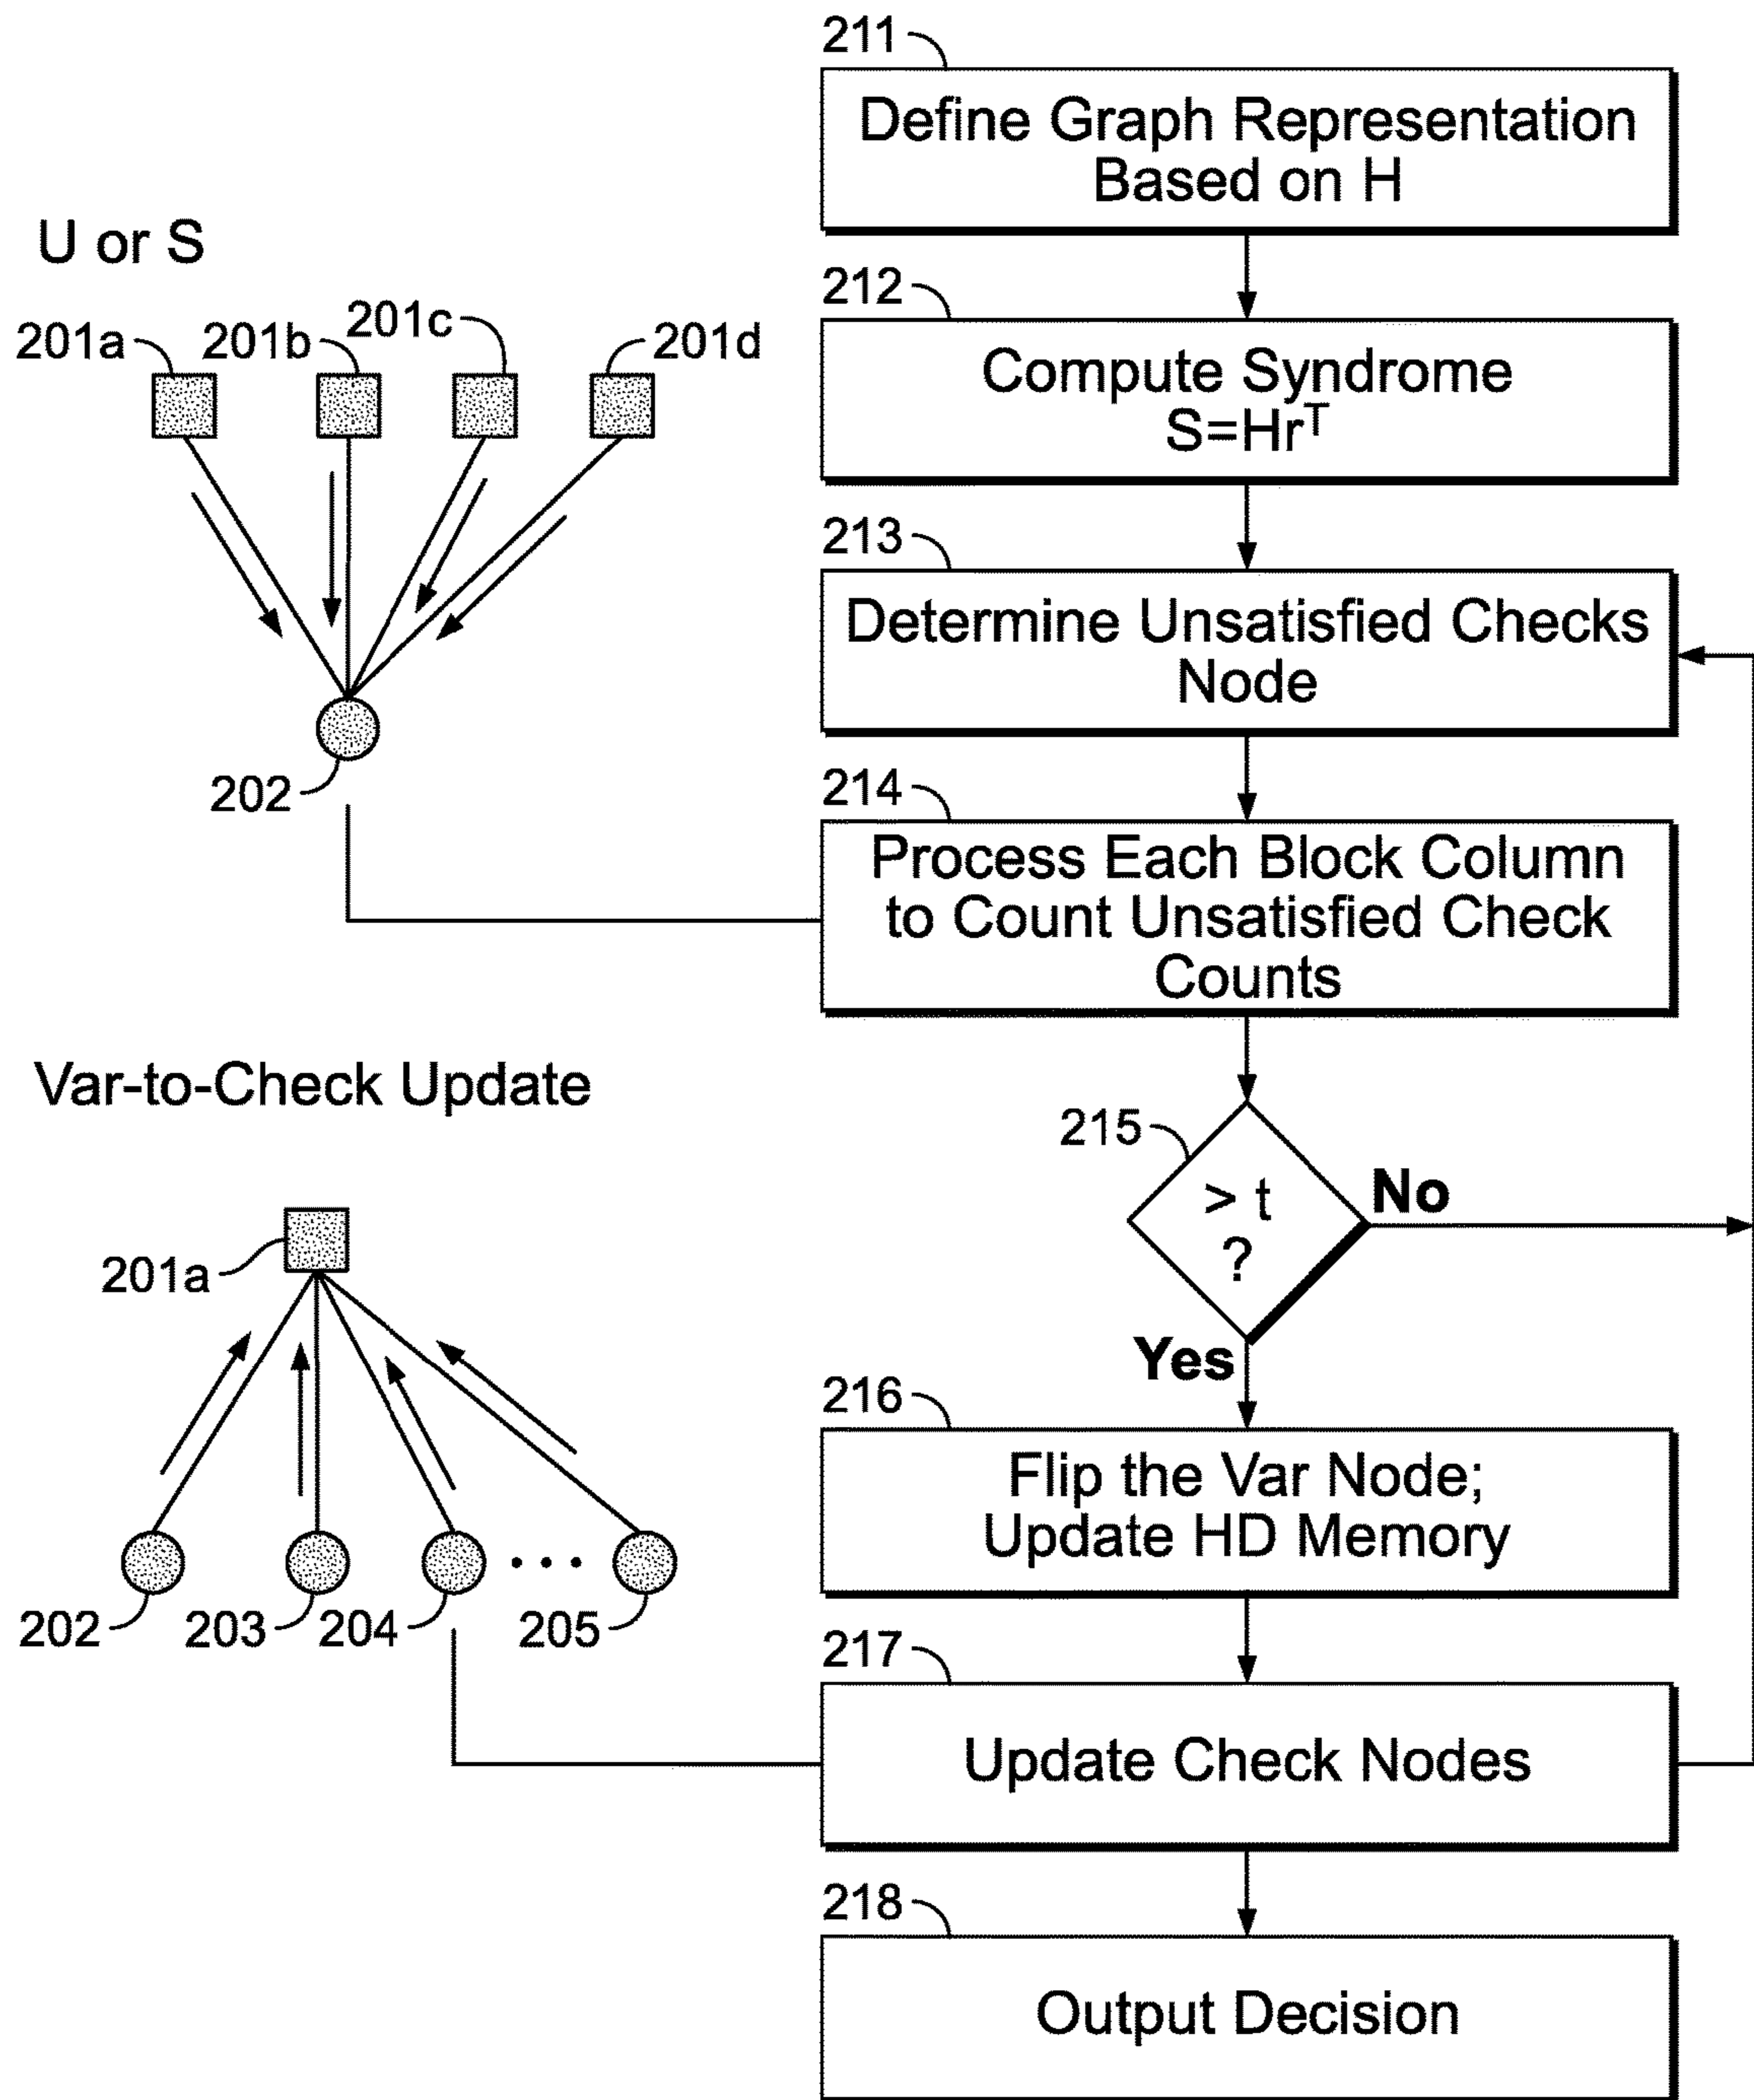 211
Define Graph Representation
Based on H
U or S
212
201a
201b
201c
201d
Compute Syndrome
S=Hr^T
213
Determine Unsatisfied Checks
Node
202
214
Process Each Block Column
to Count Unsatisfied Check
Counts
Var-to-Check Update
215
> t
?
No
Yes
201a
216
Flip the Var Node;
Update HD Memory
202
203
204
205
217
Update Check Nodes
218
Output Decision